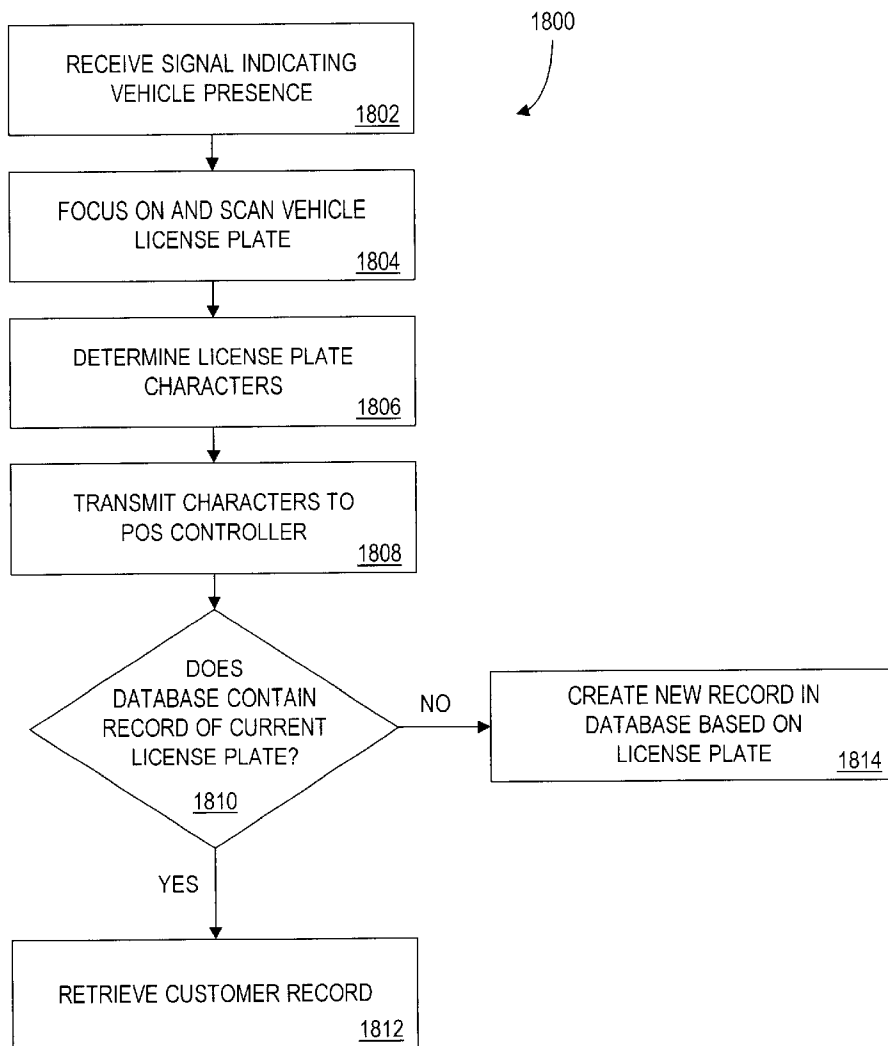 1800
RECEIVE SIGNAL INDICATING
VEHICLE PRESENCE
1802
FOCUS ON AND SCAN VEHICLE
LICENSE PLATE
1804
DETERMINE LICENSE PLATE
CHARACTERS
1806
TRANSMIT CHARACTERS TO
POS CONTROLLER
1808
DOES
DATABASE CONTAIN
RECORD OF CURRENT
LICENSE PLATE?
1810
NO
CREATE NEW RECORD IN
DATABASE BASED ON
LICENSE PLATE
1814
YES
RETRIEVE CUSTOMER RECORD
1812